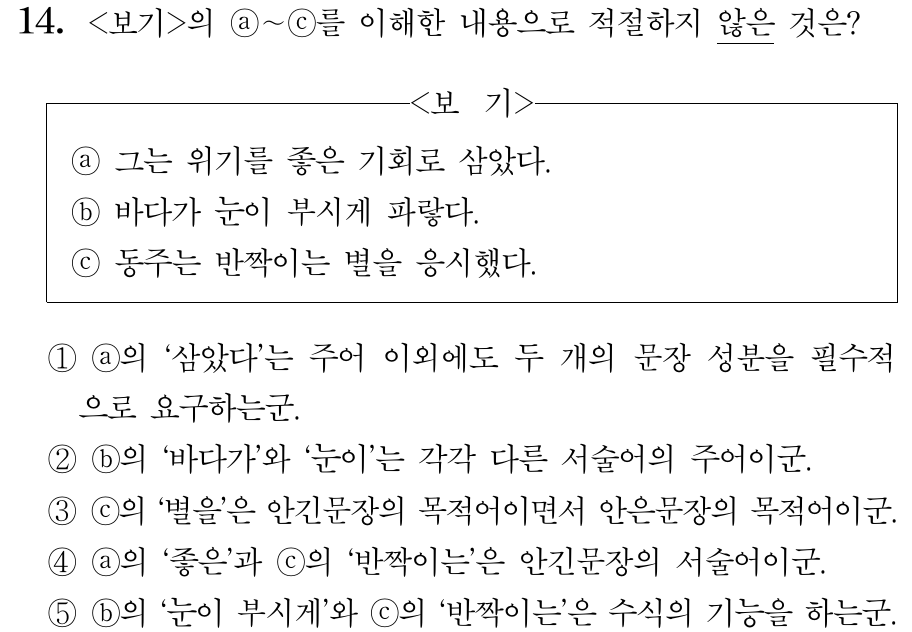 14. <보기>의 ⓐ~ⓒ를 이해한 내용으로 적절하지 않은 것은?
<보 기>
ⓐ 그는 위기를 좋은 기회로 삼았다.
ⓑ 바다가 눈이 부시게 파랗다.
ⓒ 동주는 반짝이는 별을 응시했다.
① ⓐ의 ‘삼았다’는 주어 이외에도 두 개의 문장 성분을 필수적
으로 요구하는군.
② ⓑ의 ‘바다가’와 ‘눈이’는 각각 다른 서술어의 주어이군.
③ ⓒ의 ‘별을’은 안긴문장의 목적어이면서 안은문장의 목적어이군.
④ ⓐ의 ‘좋은’과 ⓒ의 ‘반짝이는’은 안긴문장의 서술어이군.
⑤ ⓑ의 ‘눈이 부시게’와 ⓒ의 ‘반짝이는’은 수식의 기능을 하는군.